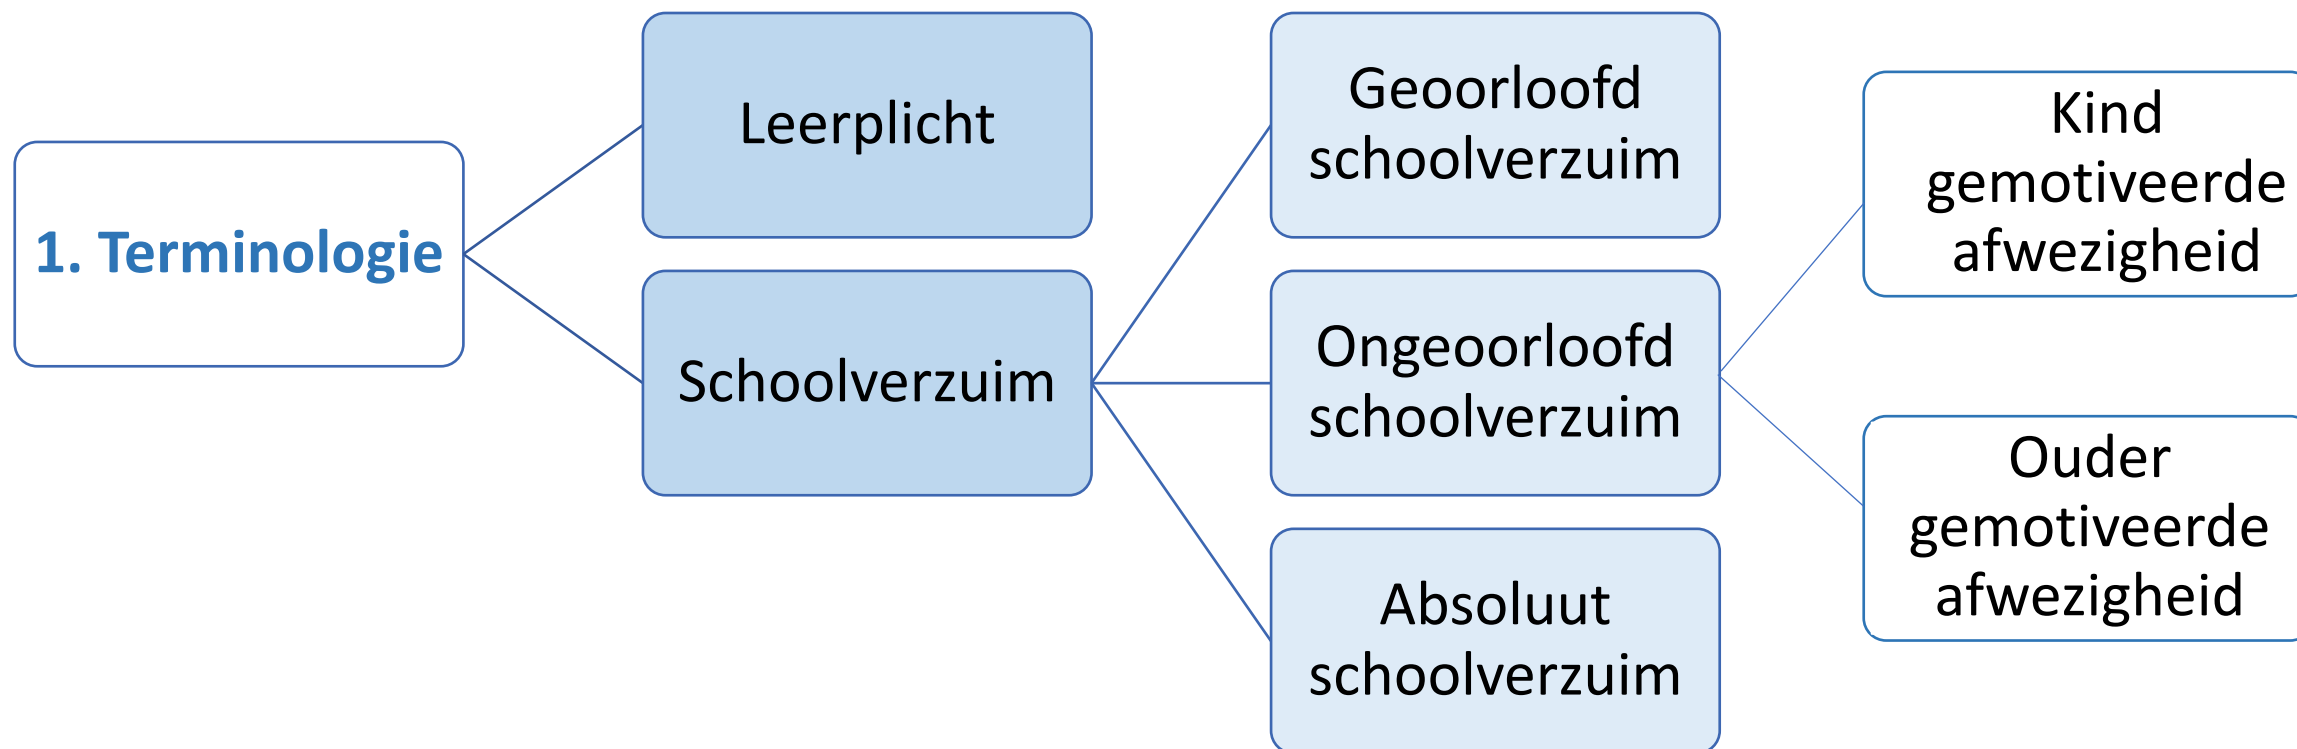 1. Terminologie
Leerplicht
Schoolverzuim
Geoorloofd
schoolverzuim
Ongeoorloofd
schoolverzuim
Absoluut
schoolverzuim
Kind
gemotiveerde
afwezigheid
Ouder
gemotiveerde
afwezigheid